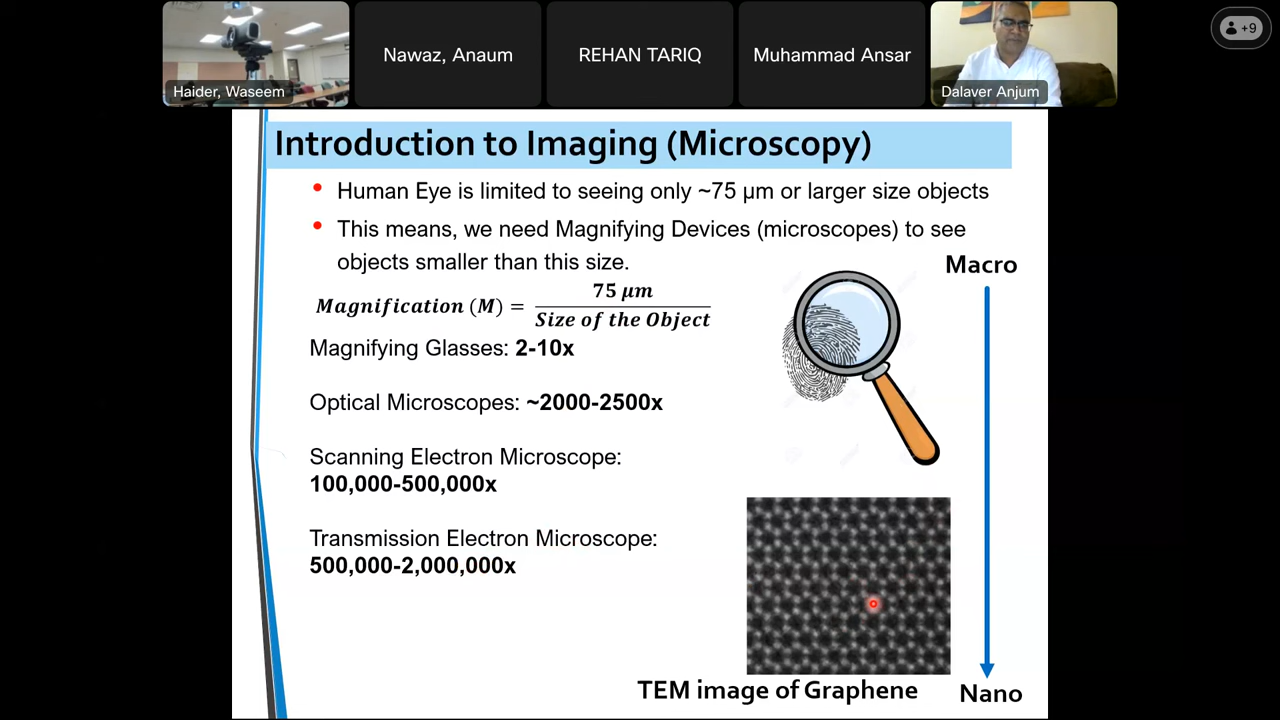 Haider, Waseem
Nawaz, Anaum
REHAN TARIQ
Muhammad Ansar
Dalaver Anjum
+9
Introduction to Imaging (Microscopy)
• Human Eye is limited to seeing only ~75 µm or larger size objects
• This means, we need Magnifying Devices (microscopes) to see
objects smaller than this size.
Magnification (M) = 75 µm / Size of the Object
Magnifying Glasses: 2-10x
Optical Microscopes: ~2000-2500x
Scanning Electron Microscope:
100,000-500,000x
Transmission Electron Microscope:
500,000-2,000,000x
Macro
TEM image of Graphene
Nano